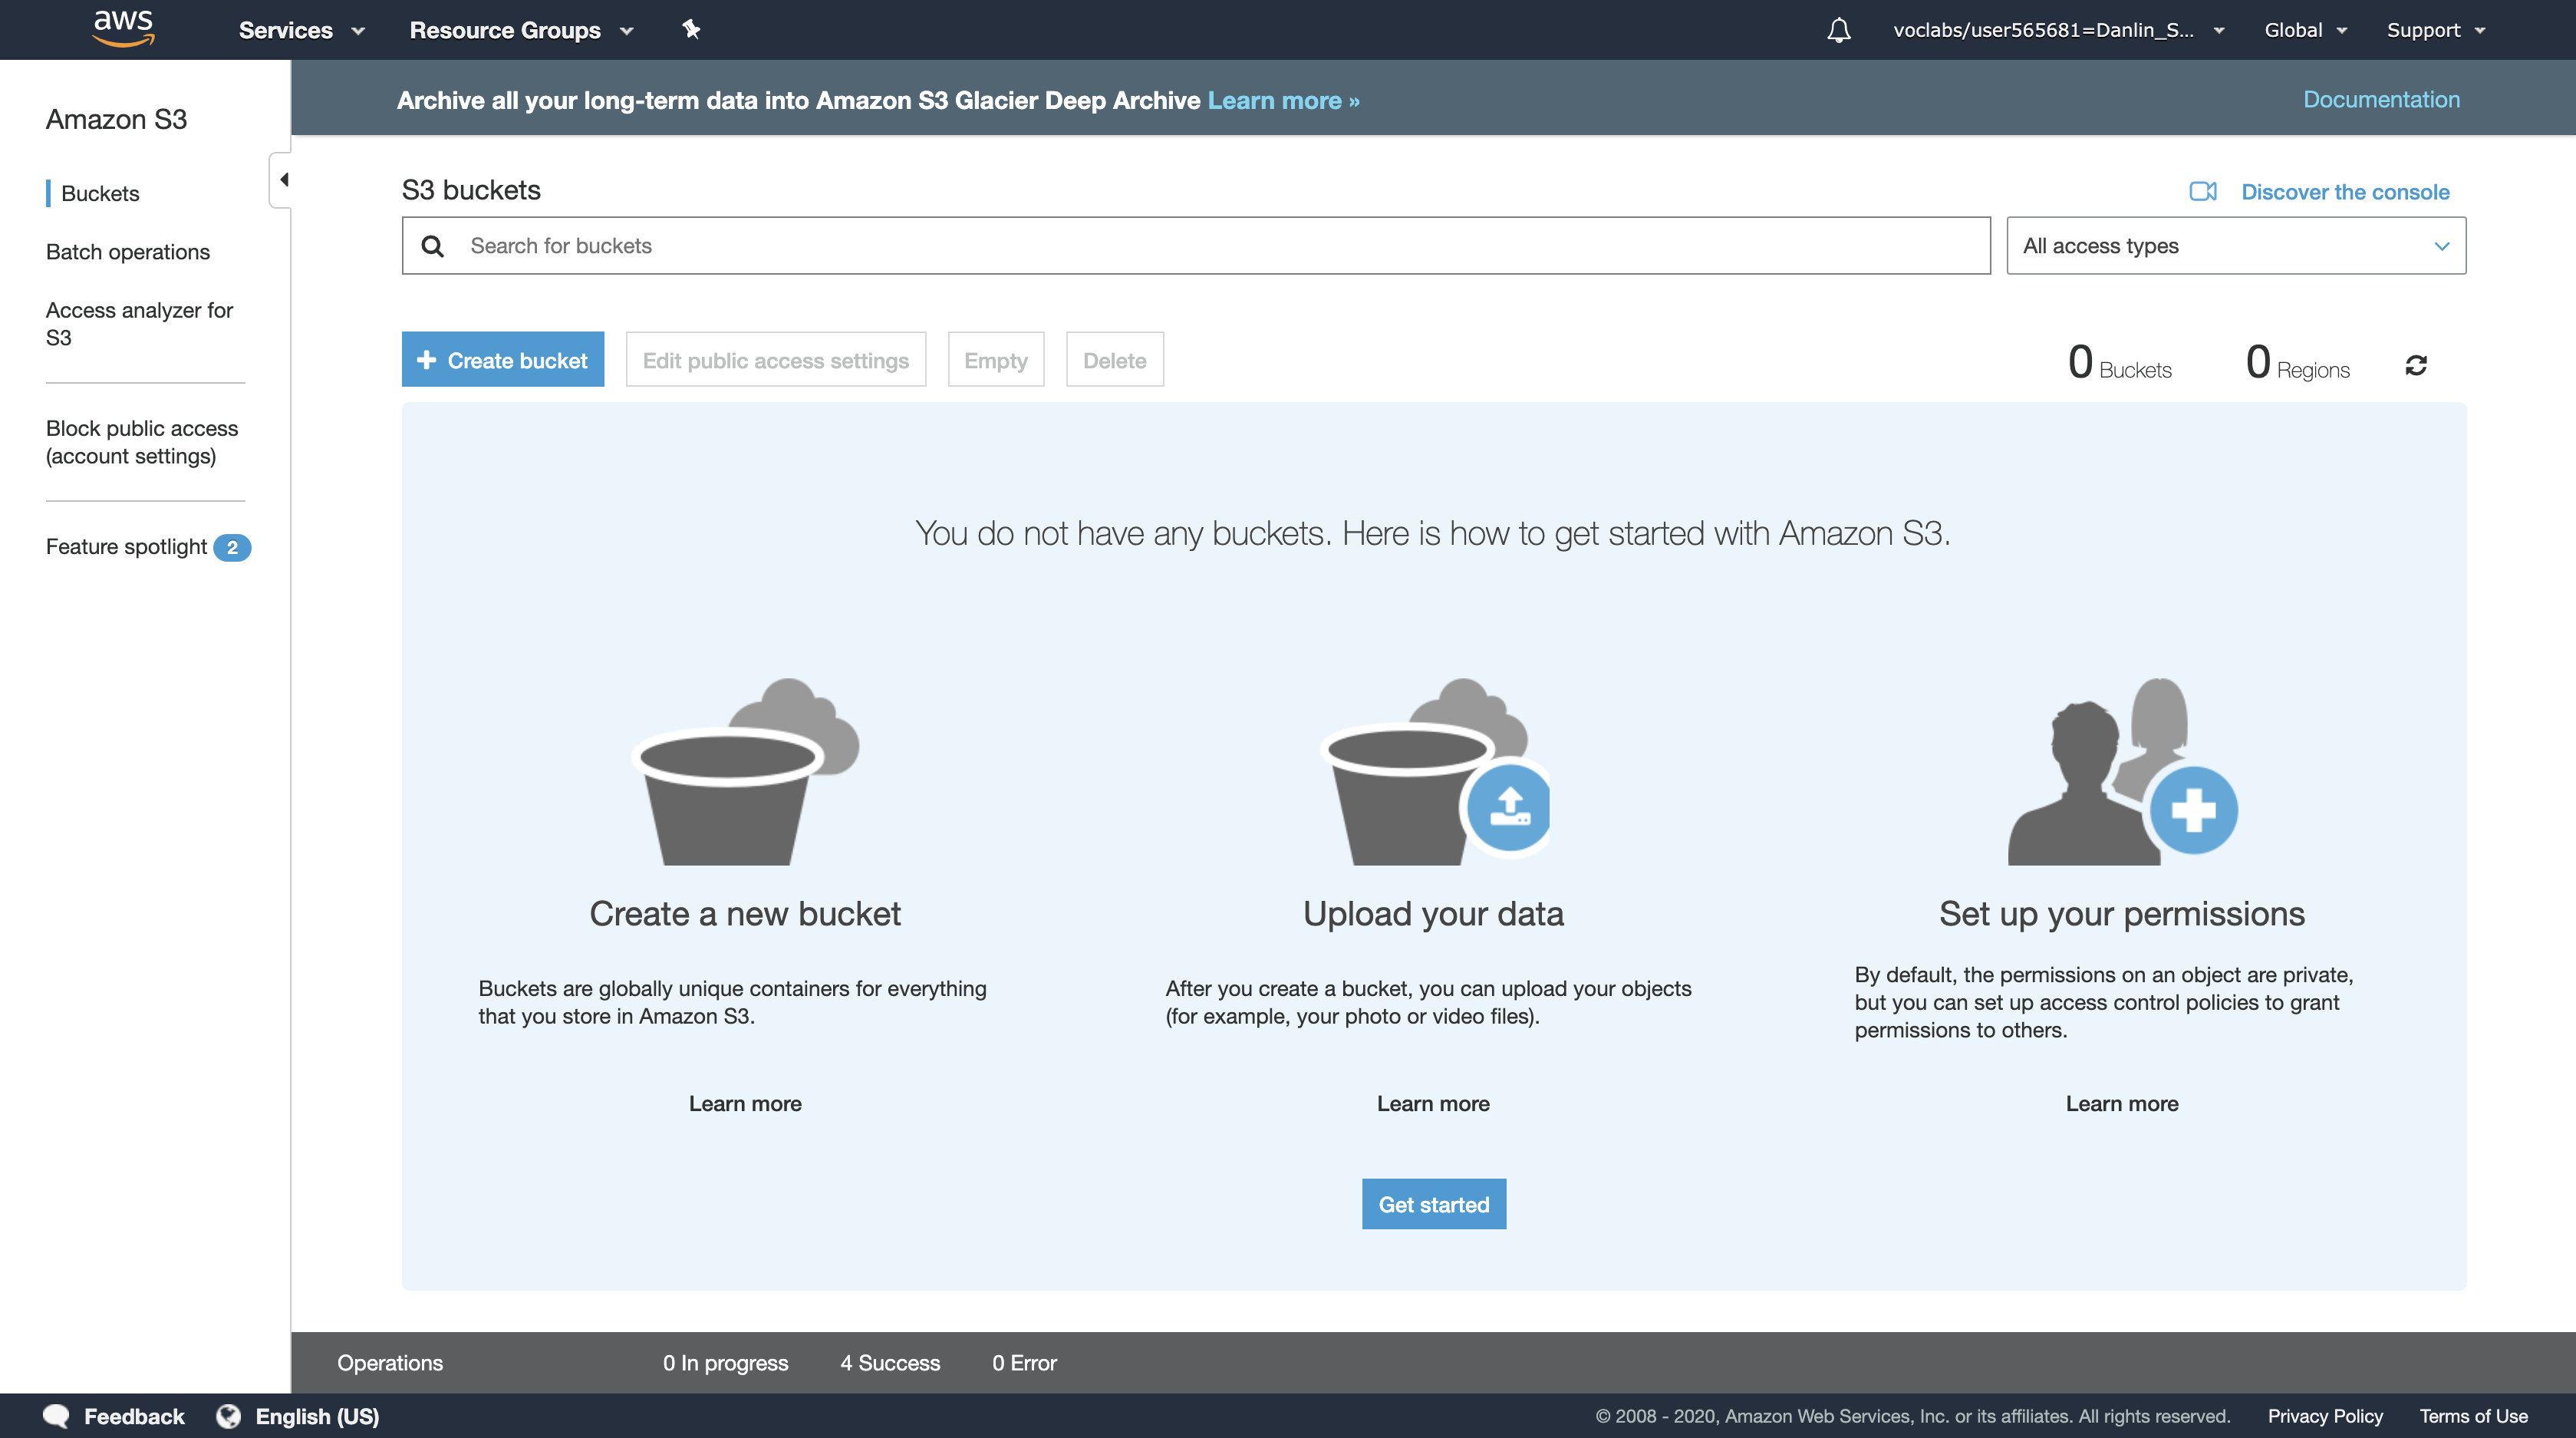 aws
Services
Resource Groups
voclabs/user565681=Danlin_S...
Global
Support
Amazon S3
Buckets
Batch operations
Access analyzer for
S3
Block public access
(account settings)
Feature spotlight 2
Archive all your long-term data into Amazon S3 Glacier Deep Archive Learn more »
Documentation
S3 buckets
Discover the console
Search for buckets
All access types
Create bucket
Edit public access settings
Empty
Delete
0 Buckets
0 Regions
You do not have any buckets. Here is how to get started with Amazon S3.
Create a new bucket
Buckets are globally unique containers for everything
that you store in Amazon S3.
Learn more
Upload your data
After you create a bucket, you can upload your objects
(for example, your photo or video files).
Learn more
Set up your permissions
By default, the permissions on an object are private,
but you can set up access control policies to grant
permissions to others.
Learn more
Get started
Operations
0 In progress
4 Success
0 Error
Feedback
English (US)
© 2008 - 2020, Amazon Web Services, Inc. or its affiliates. All rights reserved.
Privacy Policy
Terms of Use